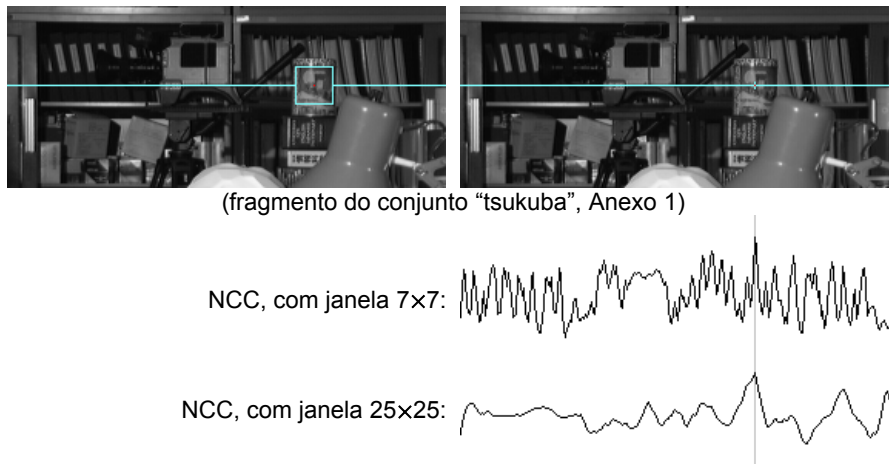 (fragmento do conjunto “tsukuba”, Anexo 1)
NCC, com janela 7×7:
NCC, com janela 25×25: